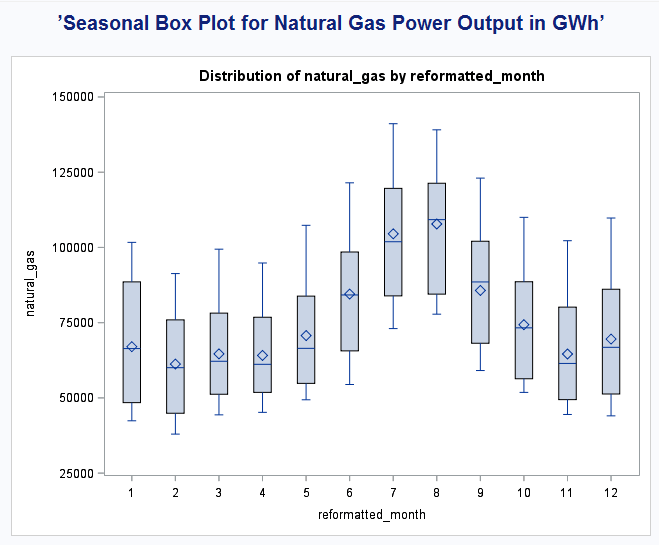 ’Seasonal Box Plot for Natural Gas Power Output in GWh’
Distribution of natural_gas by reformatted_month
150000
125000
100000
75000
50000
25000
natural_gas
1 2 3 4 5 6 7 8 9 10 11 12
reformatted_month